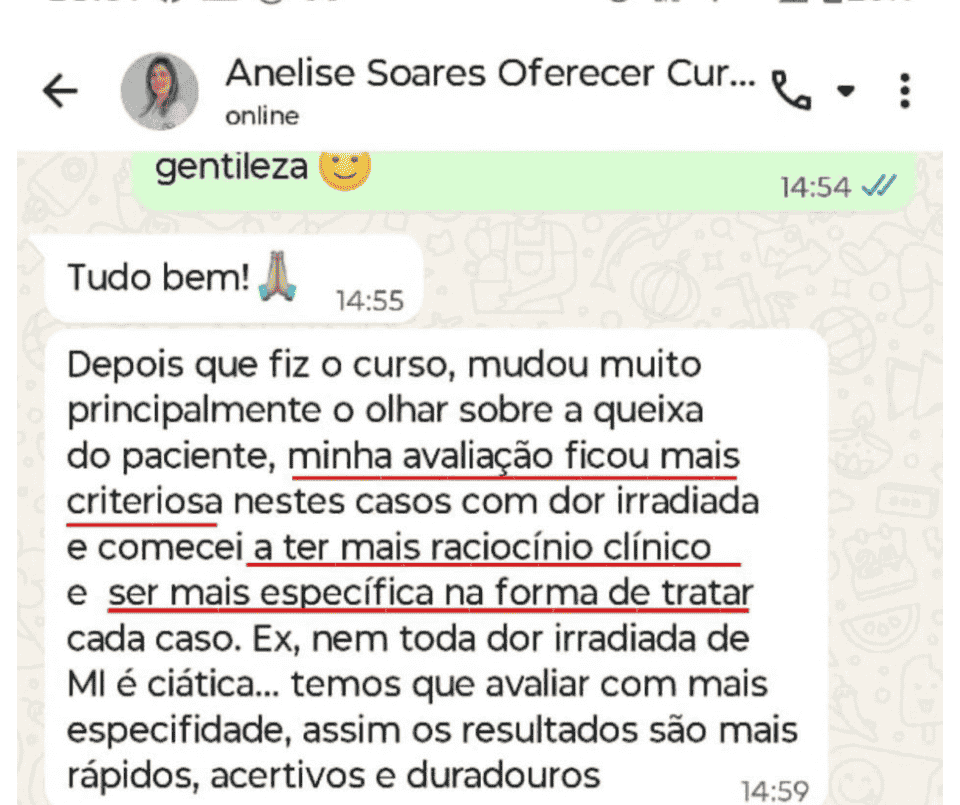 Anelise Soares Oferecer Cur...
online
gentileza 🙂
14:54
Tudo bem!🙏🏼
14:55
Depois que fiz o curso, mudou muito
principalmente o olhar sobre a queixa
do paciente, minha avaliação ficou mais
criteriosa nestes casos com dor irradiada
e comecei a ter mais raciocínio clínico
e ser mais específica na forma de tratar
cada caso. Ex, nem toda dor irradiada de
MI é ciática... temos que avaliar com mais
especifidade, assim os resultados são mais
rápidos, acertivos e duradouros
14:59